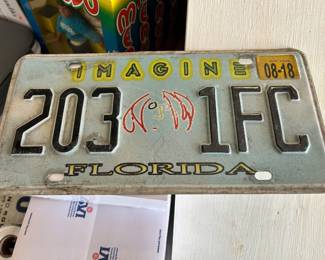 IMAGINE
08-18
203 1FC
FLORIDA